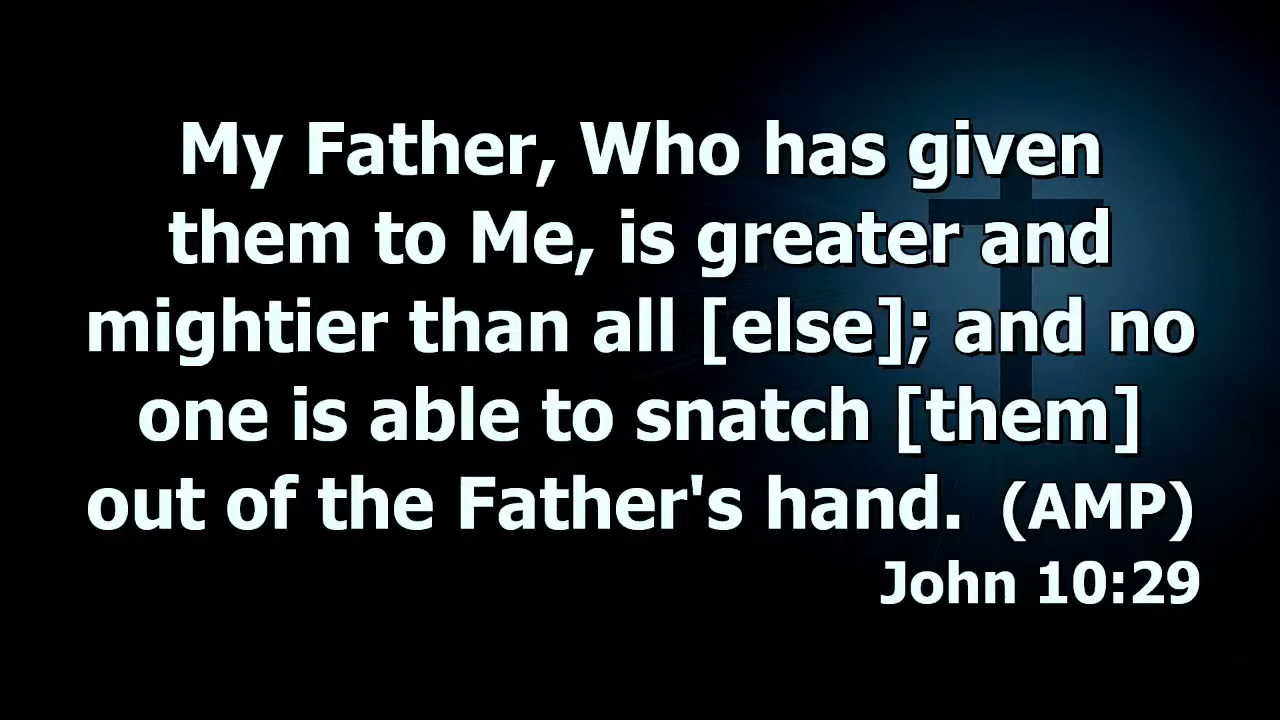 My Father, Who has given
them to Me, is greater and
mightier than all [else]; and no
one is able to snatch [them]
out of the Father's hand. (AMP)
John 10:29